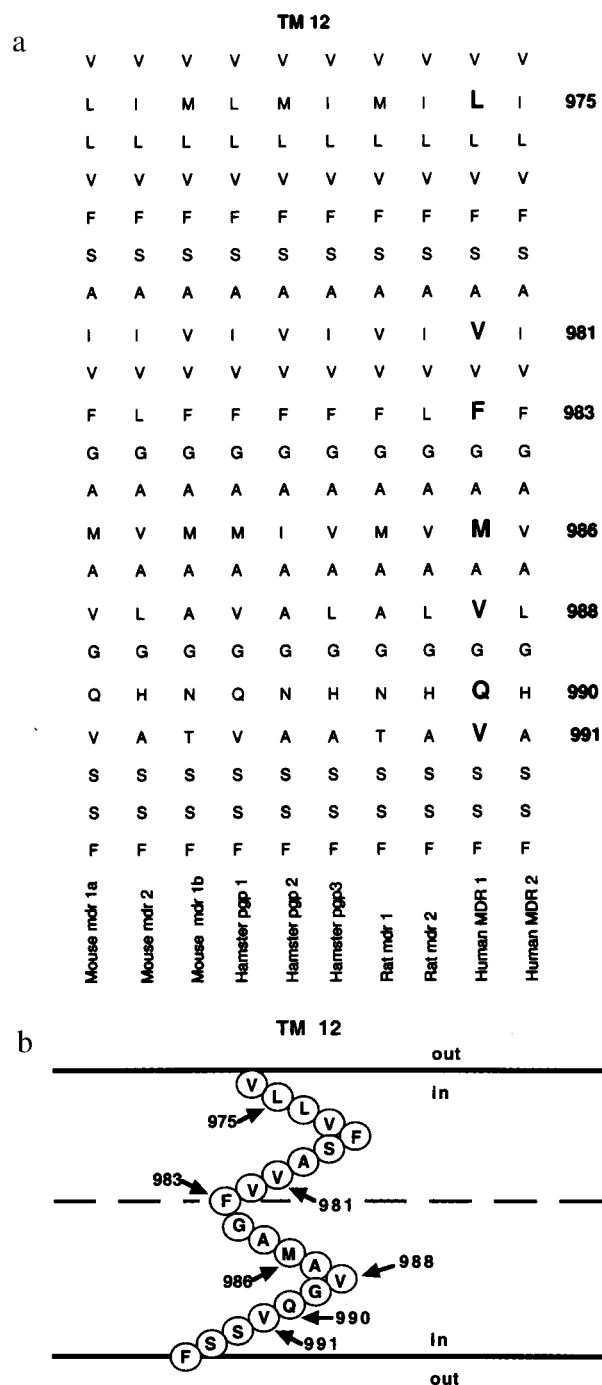 TM 12
a
V V V V V V V V V V
L I M L M I M I L I 975
L L L L L L L L L L
V V V V V V V V V V
F F F F F F F F F F
S S S S S S S S S S
A A A A A A A A A A
I I V I V I V I V I 981
V V V V V V V V V V
F L F F F F F L F F 983
G G G G G G G G G G
A A A A A A A A A A
M V M M I V M V M V 986
A A A A A A A A A A
V L A V A L A L V L 988
G G G G G G G G G G
Q H N Q N H N H Q H 990
V A T V A A T A V A 991
S S S S S S S S S S
S S S S S S S S S S
F F F F F F F F F F
Mouse mdr 1a
Mouse mdr 2
Mouse mdr 1b
Hamster pgp 1
Hamster pgp 2
Hamster pgp3
Rat mdr 1
Rat mdr 2
Human MDR 1
Human MDR 2
TM 12
b
out
in
V
L
L
975
V
F
S
A
V
V
981
983
F
G
A
M
986
A
V
988
G
Q
990
V
991
S
S
F
in
out